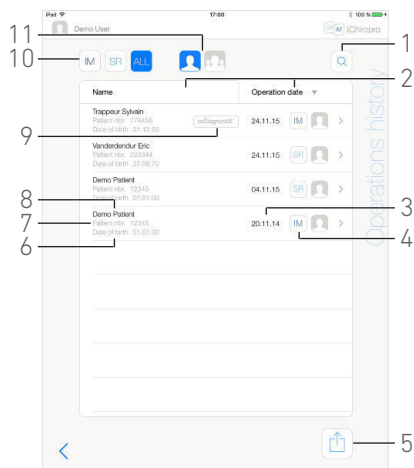 iPad 17:00 100 %
Demo User IM SR iChiropro
11
10 IM SR ALL 1
2
Name Operation date
Trappeur Sylvain
Patient nbr. 774455 coDiagnostiX 24.11.15 IM
Date of birth 31.12.59
9
Vanderdendur Eric
Patient nbr. 223344 24.11.15 SR
Date of birth 27.06.70
Demo Patient
Patient nbr. 12345 04.11.15 SR
Date of birth 01.01.00
8
Demo Patient 3
7 Patient nbr. 12345 20.11.14 IM
Date of birth 01.01.00 4
6
Operations history
5